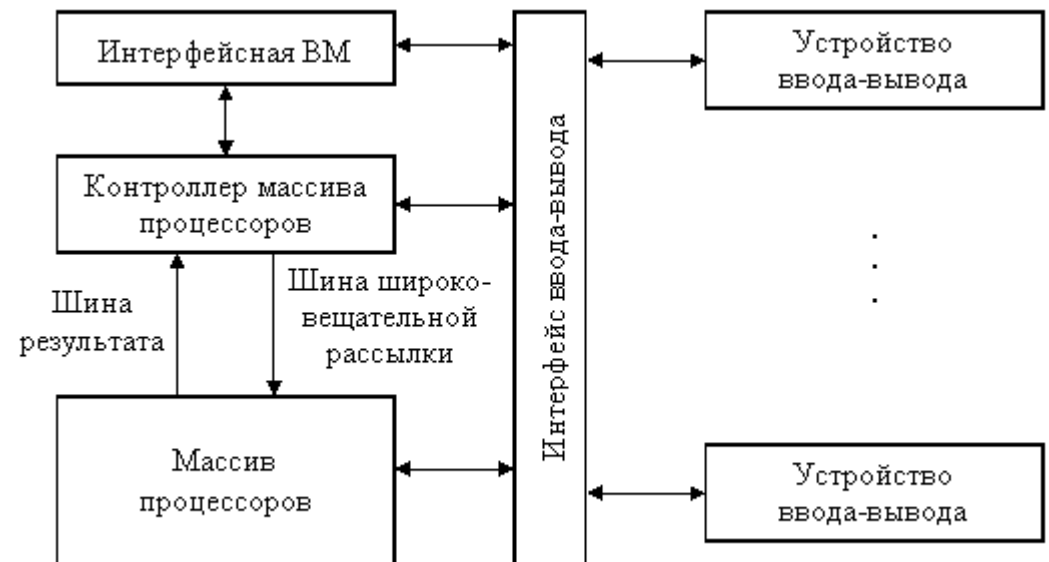 Интерфейсная ВМ
Устройство
ввода-вывода
Контроллер массива
процессоров
Интерфейс ввода-вывода
Шина
результата
Шина широко-
вещательной
рассылки
Массив
процессоров
Устройство
ввода-вывода